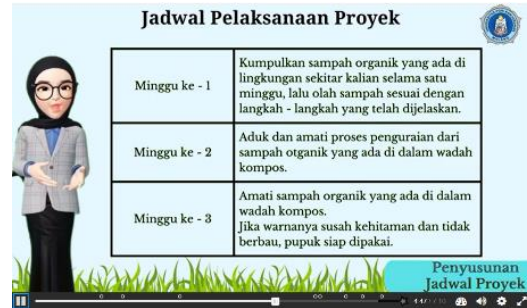 Jadwal Pelaksanaan Proyek
Minggu ke - 1
Kumpulkan sampah organik yang ada di
lingkungan sekitar kalian selama satu
minggu, lalu olah sampah sesuai dengan
langkah - langkah yang telah dijelaskan.
Minggu ke - 2
Aduk dan amati proses penguraian dari
sampah otganik yang ada di dalam wadah
kompos.
Minggu ke - 3
Amati sampah organik yang ada di dalam
wadah kompos.
Jika warnanya susah kehitaman dan tidak
berbau, pupuk siap dipakai.
Penyusunan
Jadwal Proyek